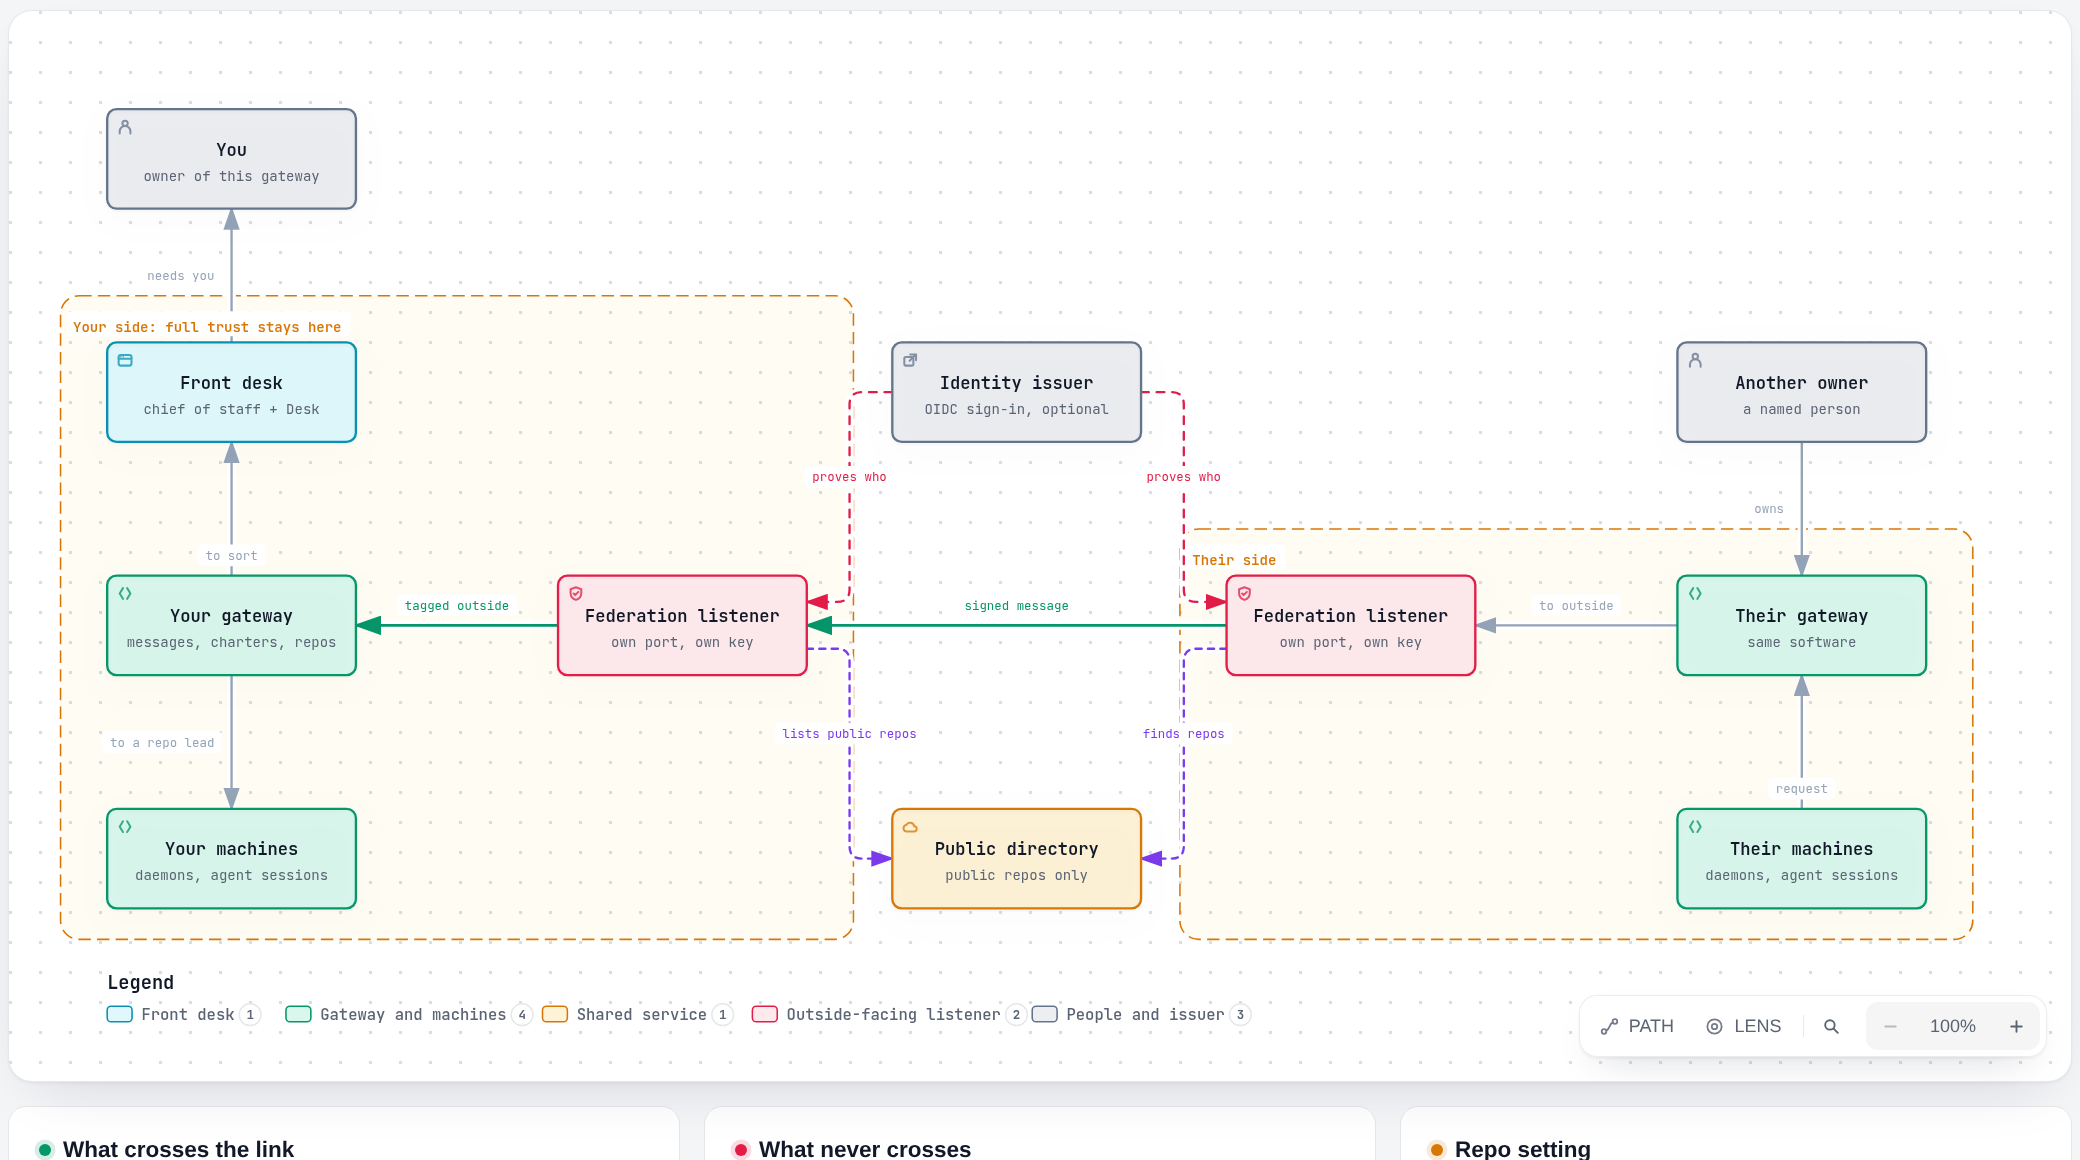 You
owner of this gateway
needs you
Your side: full trust stays here
Front desk
chief of staff + Desk
Identity issuer
OIDC sign-in, optional
Another owner
a named person
proves who
proves who
owns
to sort
Their side
Your gateway
messages, charters, repos
tagged outside
Federation listener
own port, own key
signed message
Federation listener
own port, own key
to outside
Their gateway
same software
to a repo lead
lists public repos
finds repos
request
Your machines
daemons, agent sessions
Public directory
public repos only
Their machines
daemons, agent sessions
Legend
Front desk 1 Gateway and machines 4 Shared service 1 Outside-facing listener 2 People and issuer 3
PATH LENS − 100% +
What crosses the link
What never crosses
Repo setting